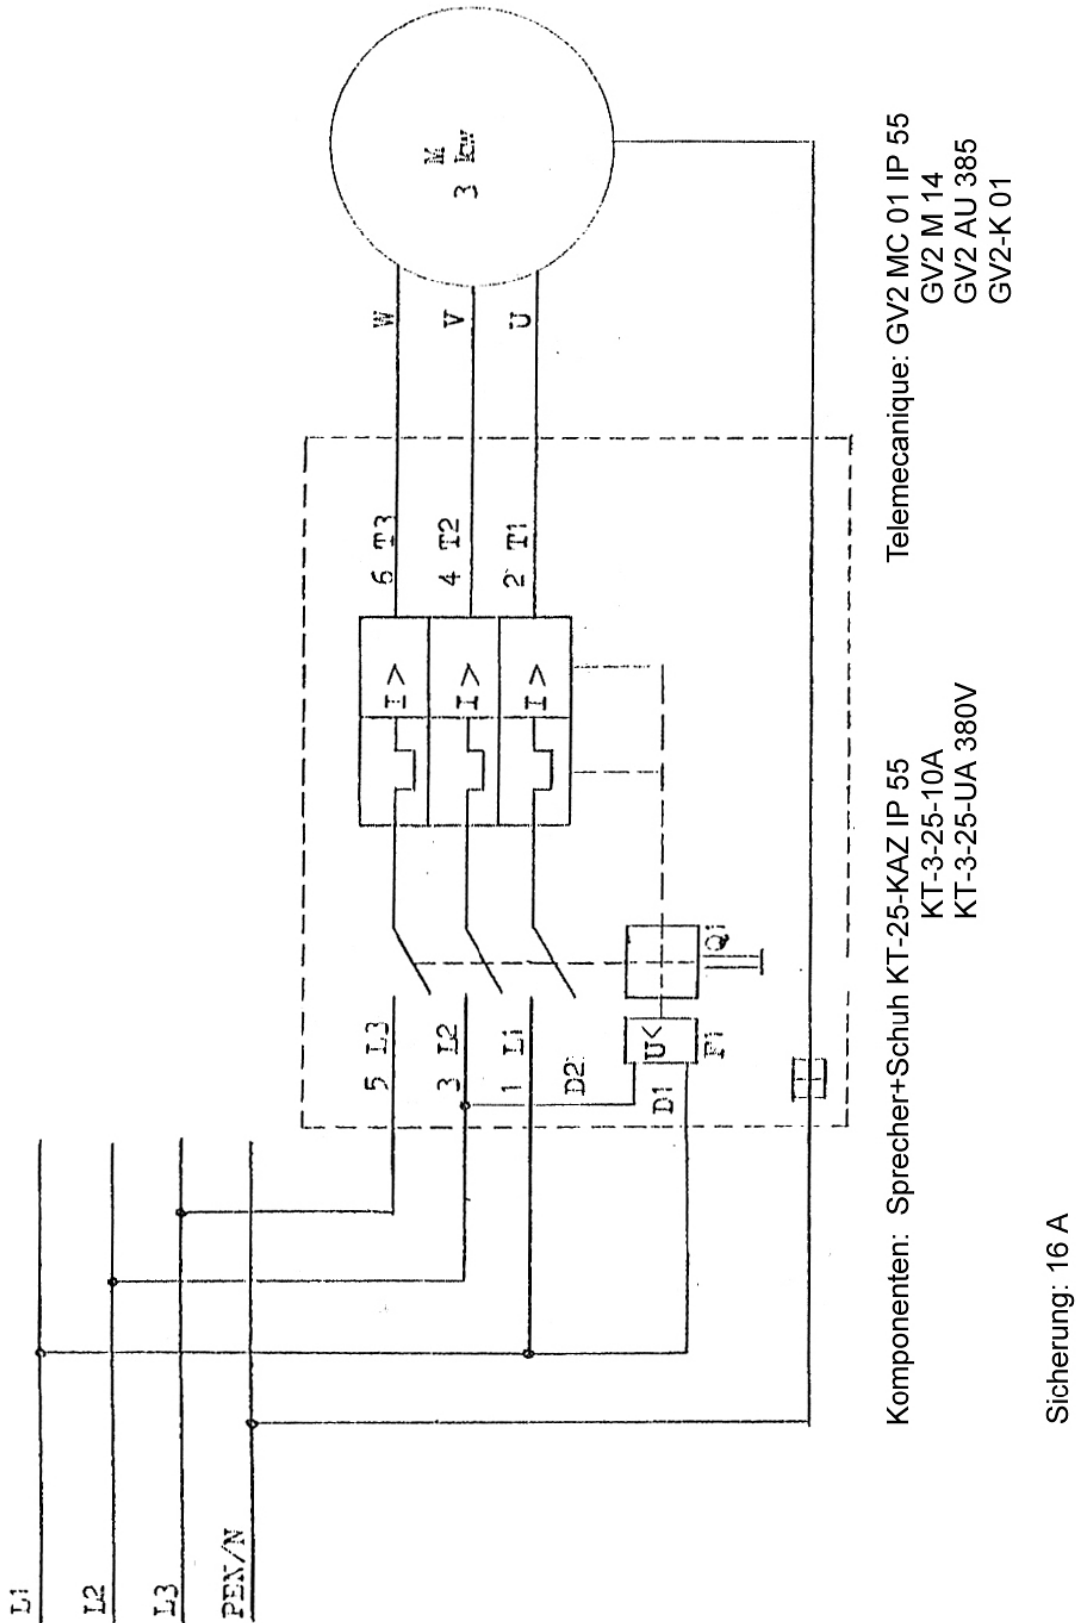 L1
L2
L3
PEN/N
5 L3
3 L2
1 L1
D2
D1
U<
F1
Q1
I >
I >
I >
6 T3
4 T2
2 T1
W
V
U
M
3 kw
Komponenten: Sprecher+Schuh KT-25-KAZ IP 55
KT-3-25-10A
KT-3-25-UA 380V
Telemecanique: GV2 MC 01 IP 55
GV2 M 14
GV2 AU 385
GV2-K 01
Sicherung: 16 A